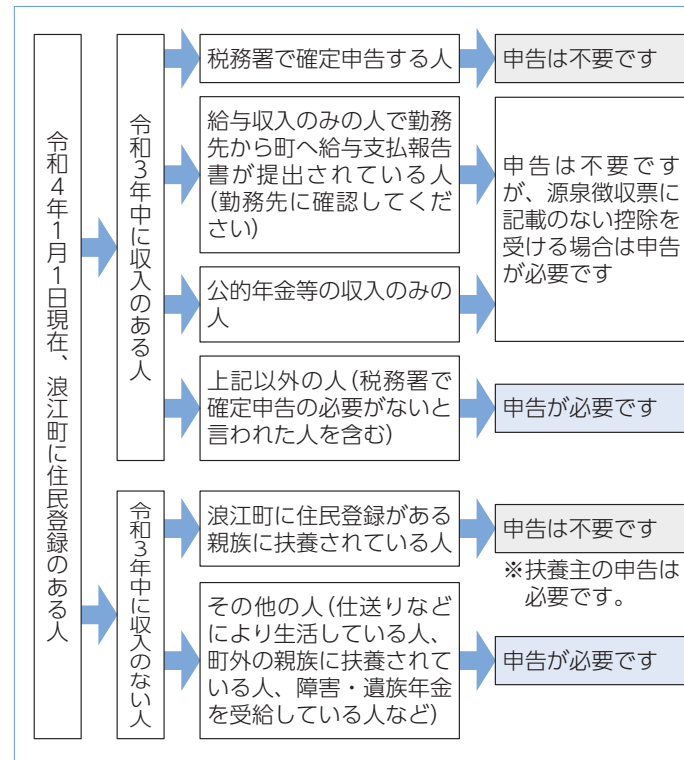 令和4年1月1日現在、浪江町に住民登録のある人
令和3年中に収入のある人
税務署で確定申告する人
申告は不要です
給与収入のみの人で勤務
先から町へ給与支払報告
書が提出されている人
(勤務先に確認してくだ
さい)
公的年金等の収入のみの
人
申告は不要です
が、源泉徴収票に
記載のない控除を
受ける場合は申告
が必要です
上記以外の人(税務署で
確定申告の必要がないと
言われた人を含む)
申告が必要です
令和3年中に収入のない人
浪江町に住民登録がある
親族に扶養されている人
申告は不要です
※扶養主の申告は
必要です。
その他の人(仕送りなど
により生活している人、
町外の親族に扶養されて
いる人、障害・遺族年金
を受給している人など)
申告が必要です